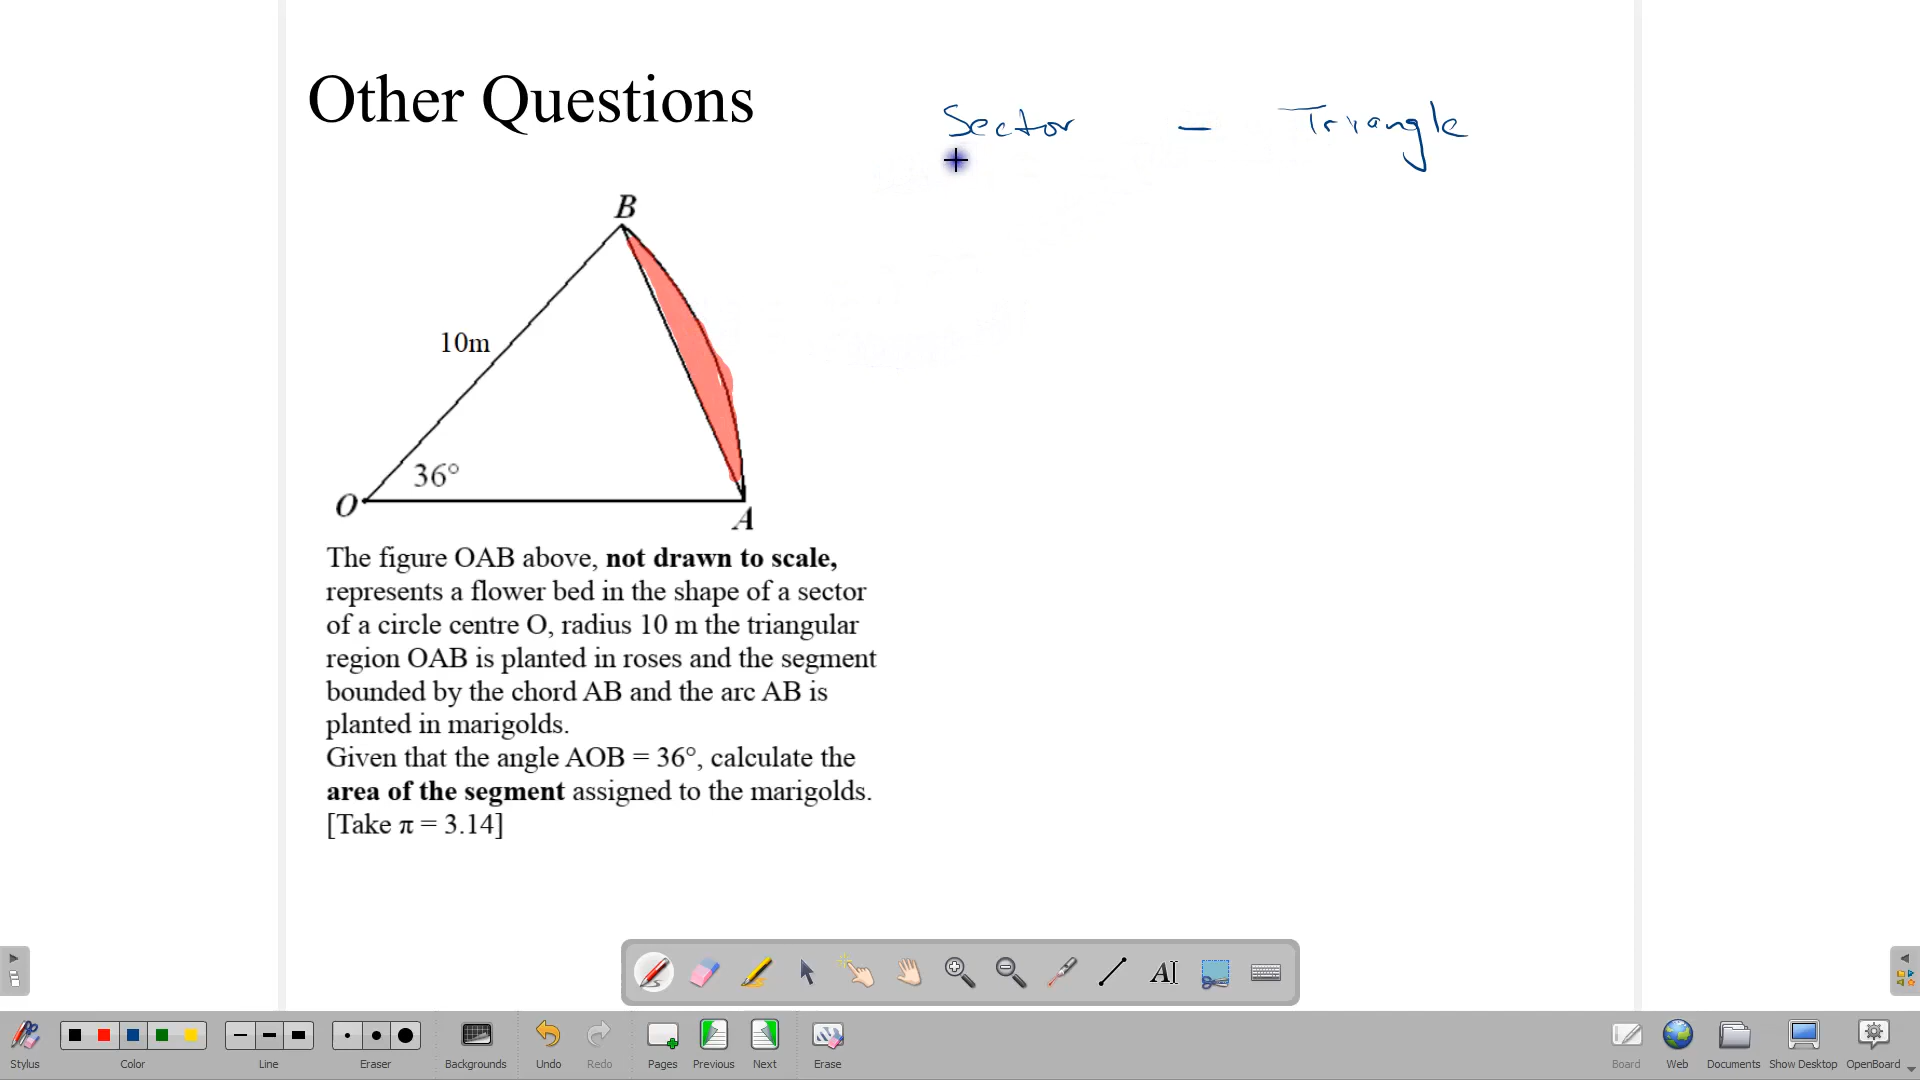 Other Questions
Sector - Triangle
B
10m
36°
O
A
The figure OAB above, not drawn to scale,
represents a flower bed in the shape of a sector
of a circle centre O, radius 10 m the triangular
region OAB is planted in roses and the segment
bounded by the chord AB and the arc AB is
planted in marigolds.
Given that the angle AOB = 36°, calculate the
area of the segment assigned to the marigolds.
[Take π = 3.14]
Stylus Color Line Eraser Backgrounds Undo Redo Pages Previous Next Erase Board Web Documents Show Desktop OpenBoard